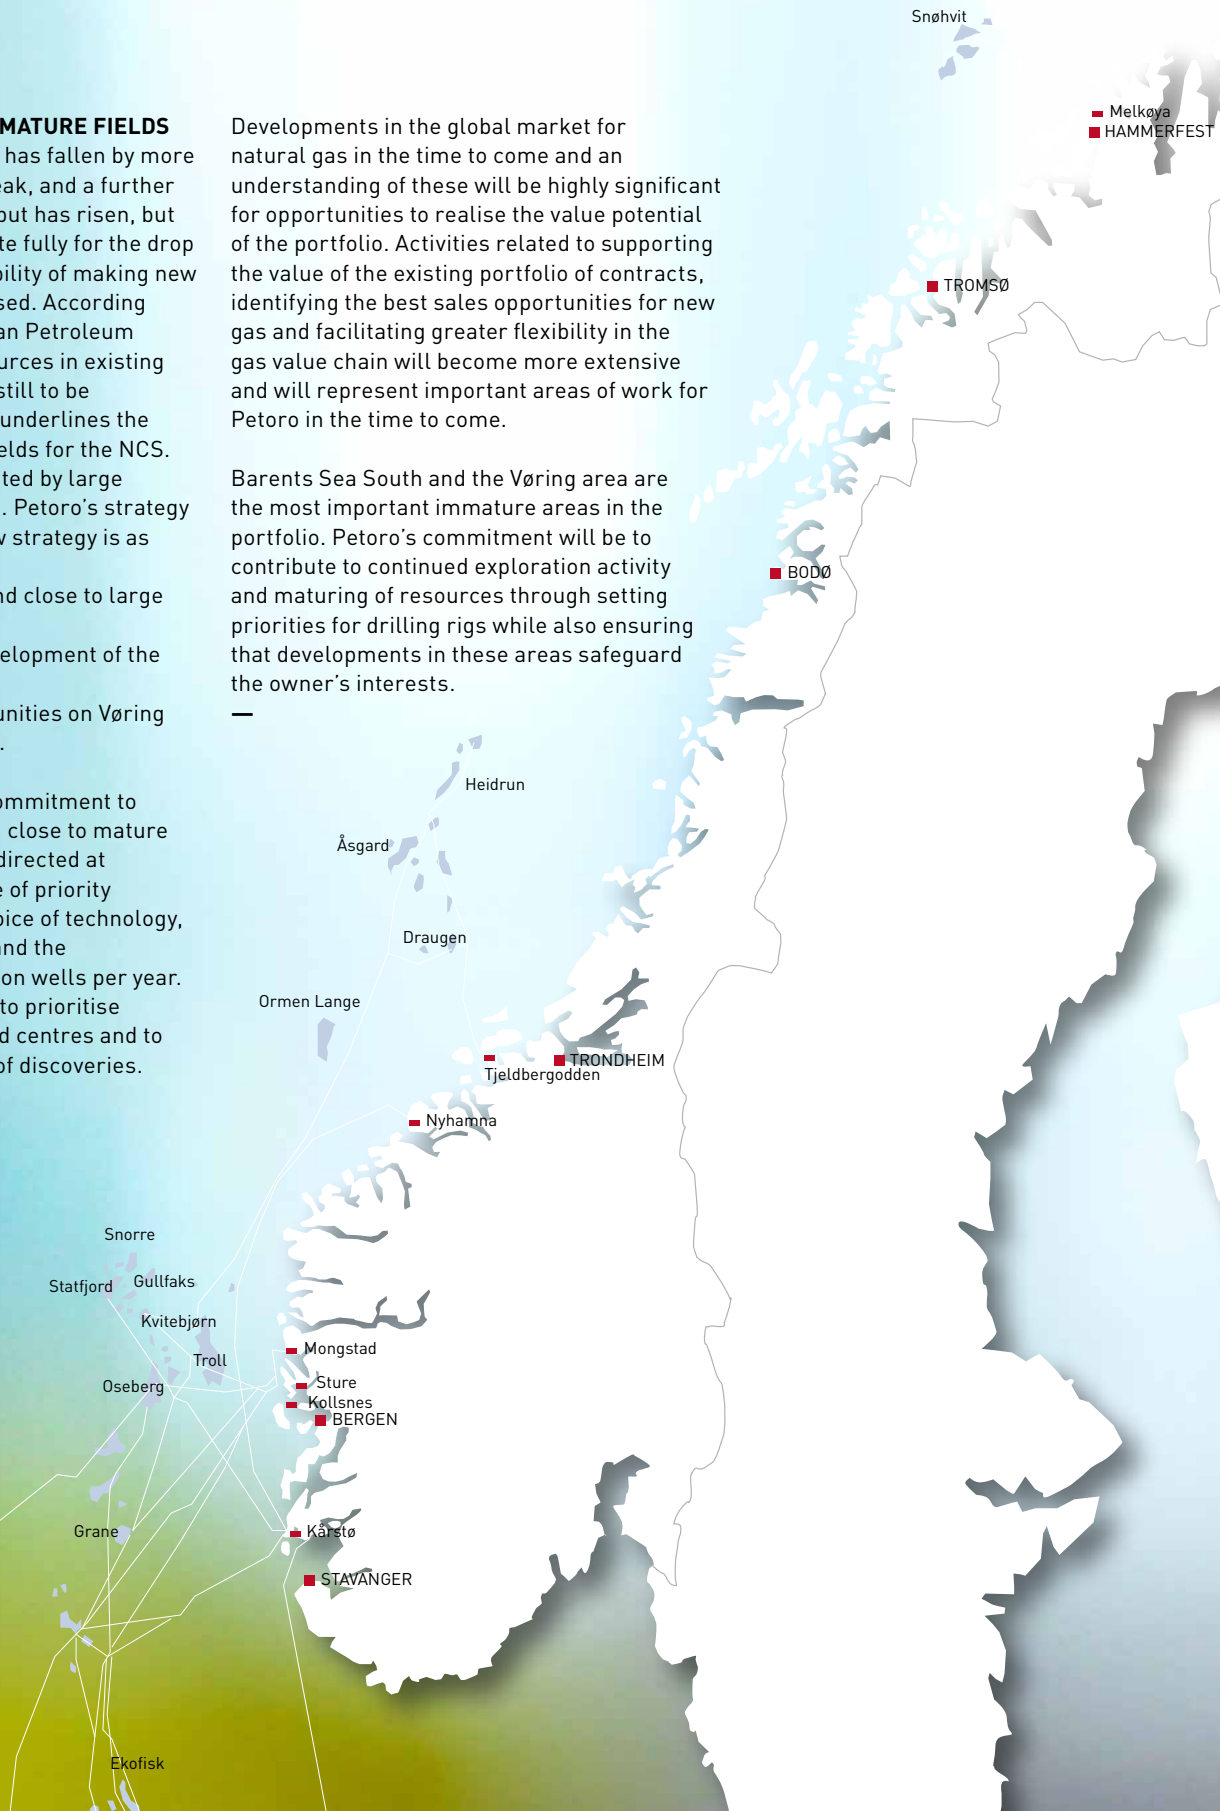 MATURE FIELDS
has fallen by more
eak, and a further
but has risen, but
te fully for the drop
bility of making new
sed. According
an Petroleum
urces in existing
still to be
underlines the
elds for the NCS.
ted by large
. Petoro’s strategy
w strategy is as
nd close to large
elopment of the
unities on Vøring
.
ommitment to
close to mature
directed at
e of priority
oice of technology,
and the
on wells per year.
to prioritise
d centres and to
of discoveries.
Developments in the global market for
natural gas in the time to come and an
understanding of these will be highly significant
for opportunities to realise the value potential
of the portfolio. Activities related to supporting
the value of the existing portfolio of contracts,
identifying the best sales opportunities for new
gas and facilitating greater flexibility in the
gas value chain will become more extensive
and will represent important areas of work for
Petoro in the time to come.
Barents Sea South and the Vøring area are
the most important immature areas in the
portfolio. Petoro’s commitment will be to
contribute to continued exploration activity
and maturing of resources through setting
priorities for drilling rigs while also ensuring
that developments in these areas safeguard
the owner’s interests.
—
Snøhvit
Melkøya
HAMMERFEST
TROMSØ
BODØ
Heidrun
Åsgard
Draugen
Ormen Lange
TRONDHEIM
Tjeldbergodden
Nyhamna
Snorre
Statfjord
Gullfaks
Kvitebjørn
Troll
Oseberg
Mongstad
Sture
Kollsnes
BERGEN
Grane
Kårstø
STAVANGER
Ekofisk